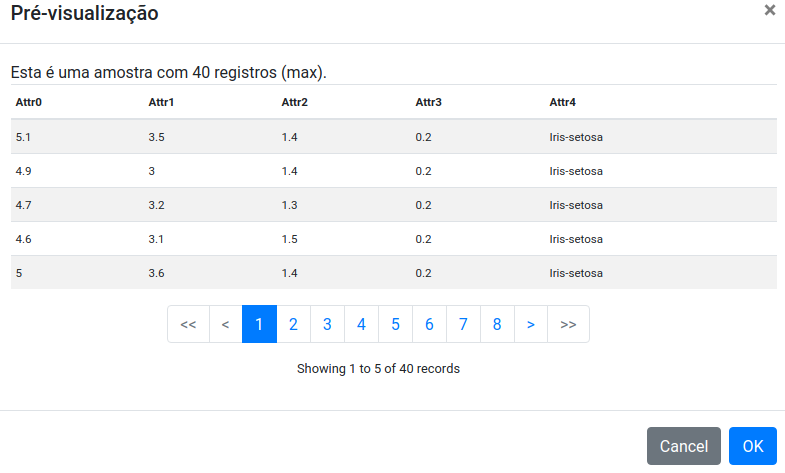 Pré-visualização ×
Esta é uma amostra com 40 registros (max).
Attr0 Attr1 Attr2 Attr3 Attr4
5.1 3.5 1.4 0.2 Iris-setosa
4.9 3 1.4 0.2 Iris-setosa
4.7 3.2 1.3 0.2 Iris-setosa
4.6 3.1 1.5 0.2 Iris-setosa
5 3.6 1.4 0.2 Iris-setosa
<< < 1 2 3 4 5 6 7 8 > >>
Showing 1 to 5 of 40 records
Cancel OK